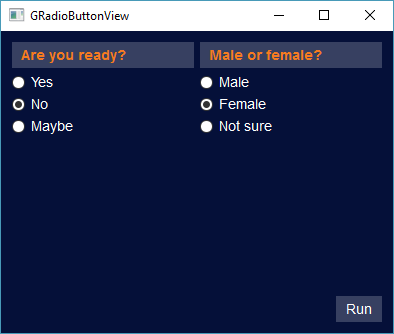 GRadioButtonView
Are you ready?
Yes
No
Maybe
Male or female?
Male
Female
Not sure
Run